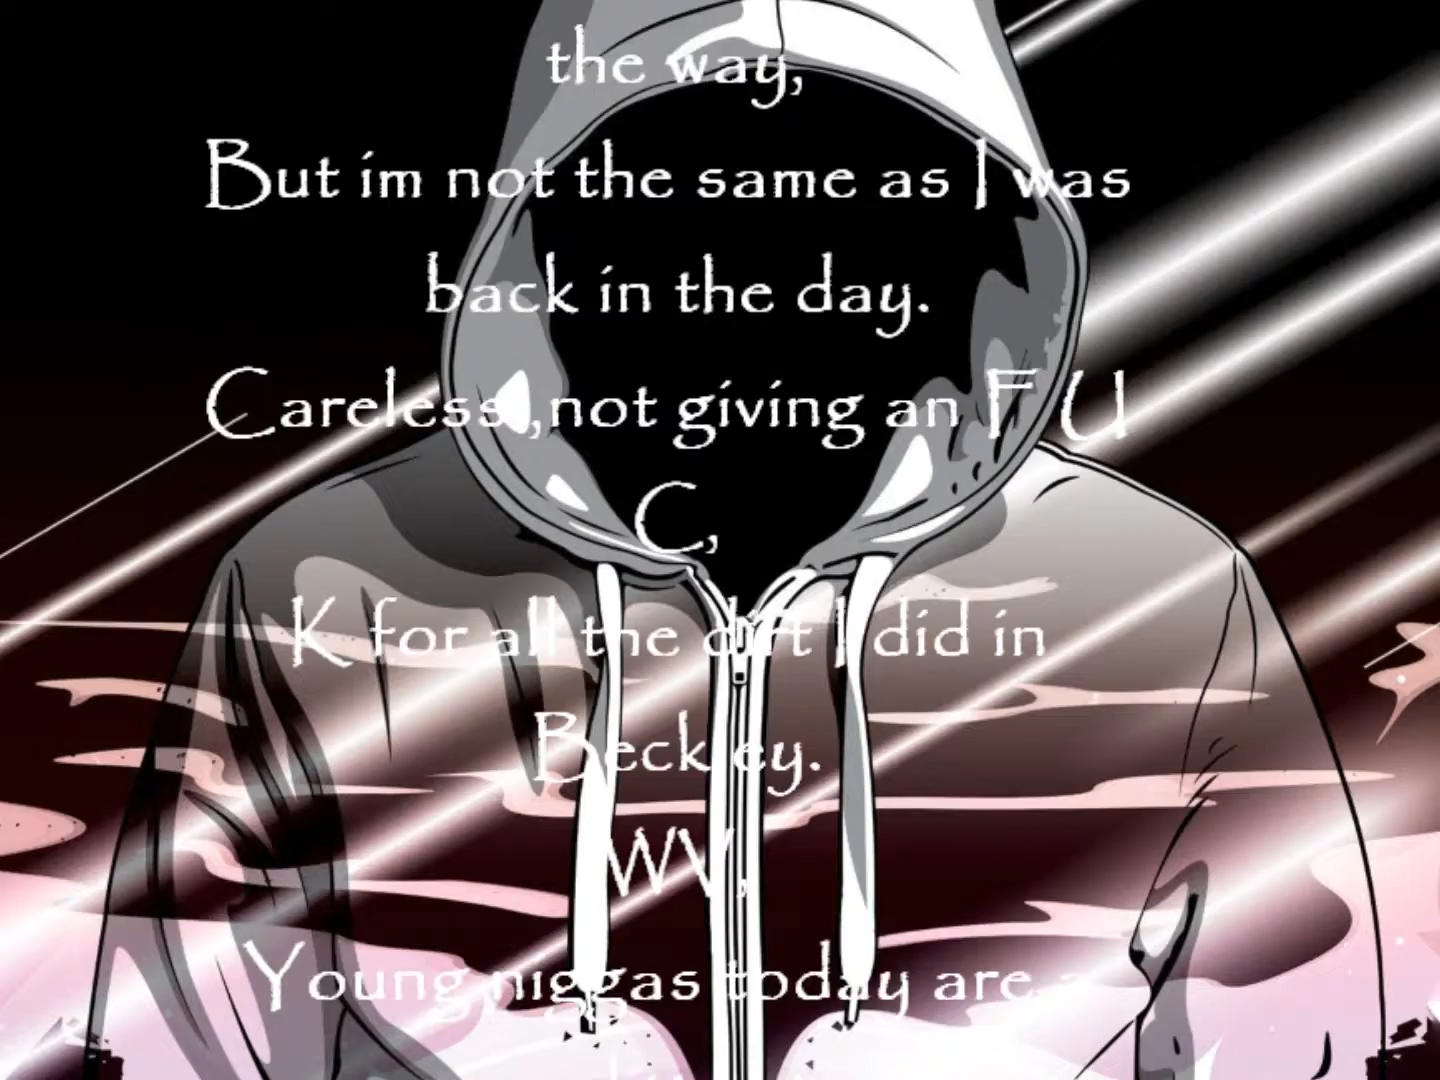 the way,
But im not the same as I was
back in the day.
Careless ,not giving an F U
C,
K for all the dirt I did in
Beckley.
WV,
Young niggas today are a